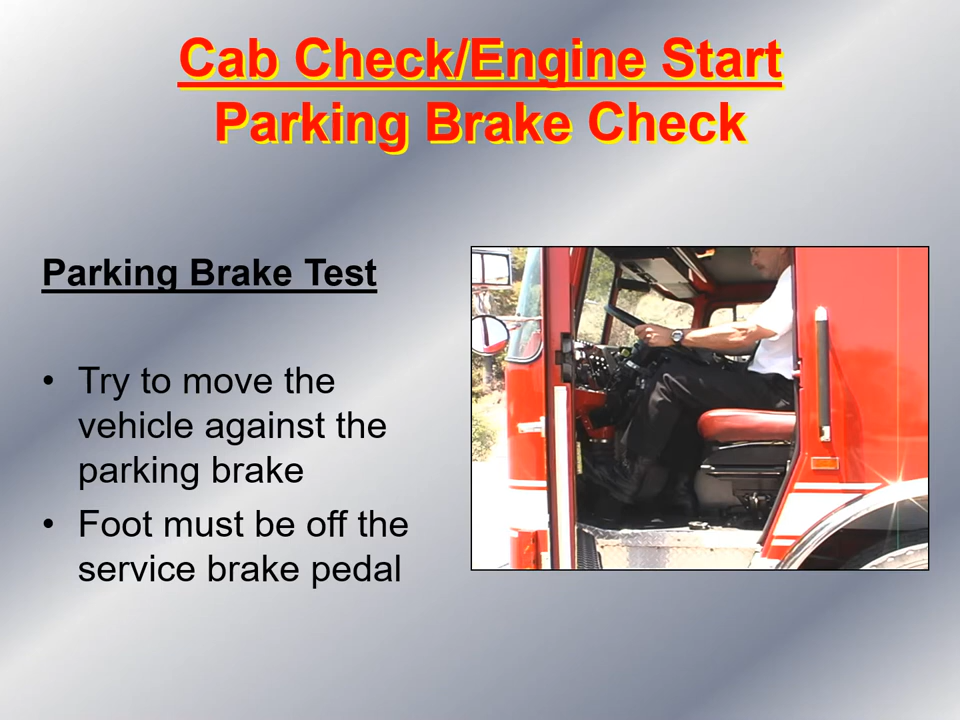 Cab Check/Engine Start
Parking Brake Check
Parking Brake Test
• Try to move the
vehicle against the
parking brake
• Foot must be off the
service brake pedal